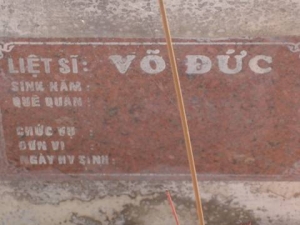 LIỆT SĨ: VÕ ĐỨC
SINH NĂM:
QUÊ QUÁN:
CHỨC VỤ:
ĐƠN VỊ:
NGÀY HY SINH: